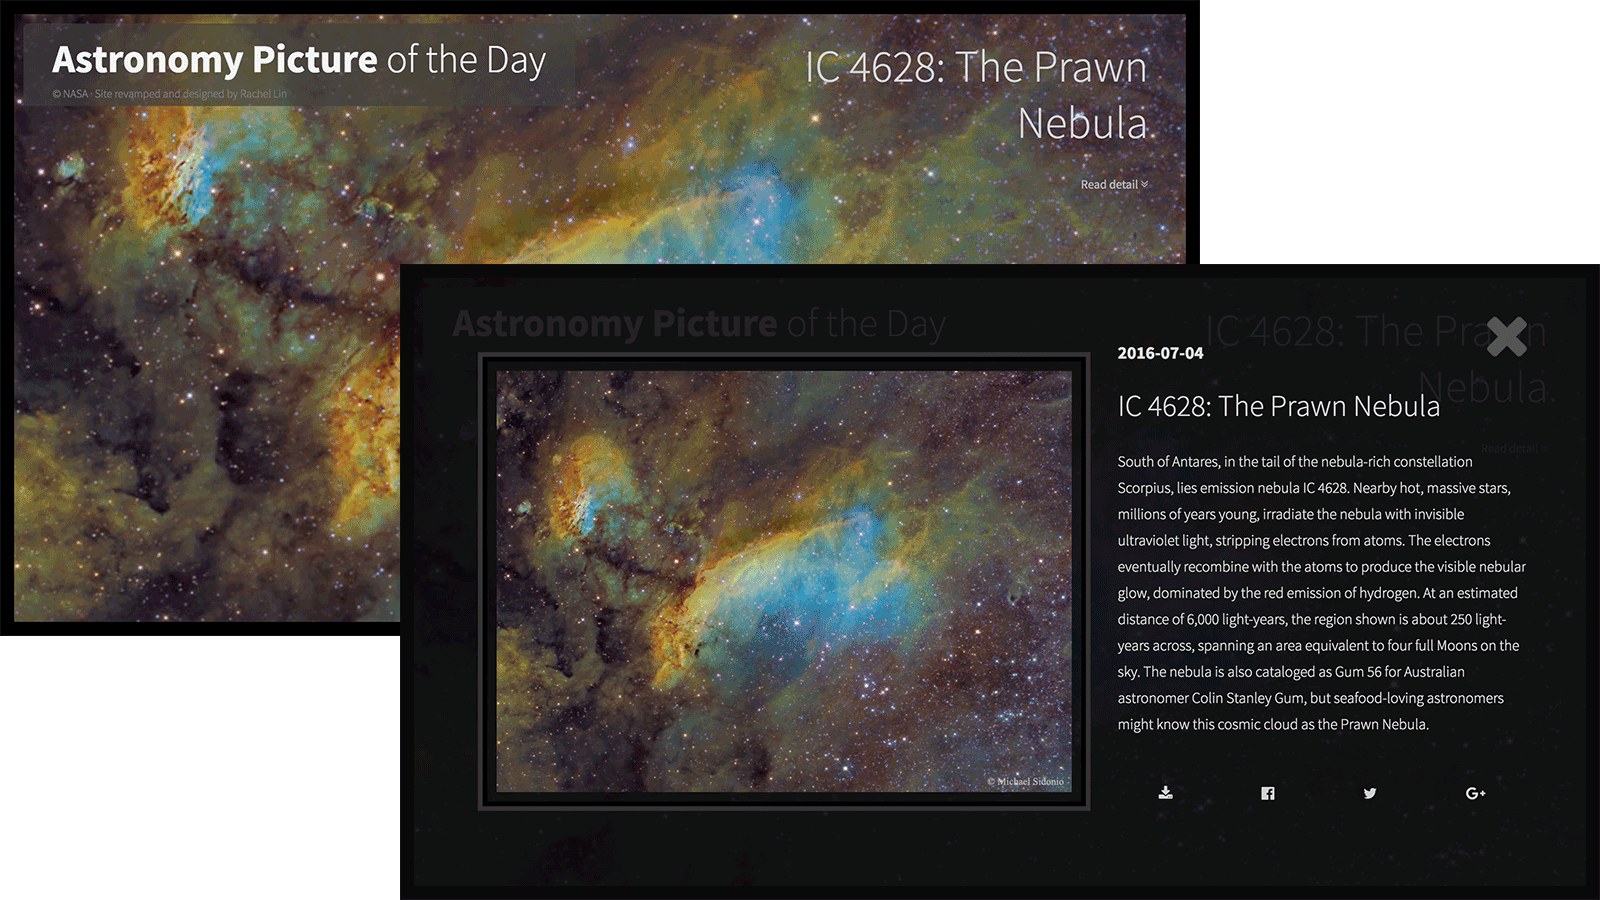 Astronomy Picture of the Day
© NASA · Site revamped and designed by Rachel Lin
IC 4628: The Prawn
Nebula
Read detail
Astronomy Picture of the Day
IC 4628: The Prawn
Nebula.
Read detail
© Michael Sidonio
2016-07-04
IC 4628: The Prawn Nebula
South of Antares, in the tail of the nebula-rich constellation
Scorpius, lies emission nebula IC 4628. Nearby hot, massive stars,
millions of years young, irradiate the nebula with invisible
ultraviolet light, stripping electrons from atoms. The electrons
eventually recombine with the atoms to produce the visible nebular
glow, dominated by the red emission of hydrogen. At an estimated
distance of 6,000 light-years, the region shown is about 250 light-
years across, spanning an area equivalent to four full Moons on the
sky. The nebula is also cataloged as Gum 56 for Australian
astronomer Colin Stanley Gum, but seafood-loving astronomers
might know this cosmic cloud as the Prawn Nebula.
G+